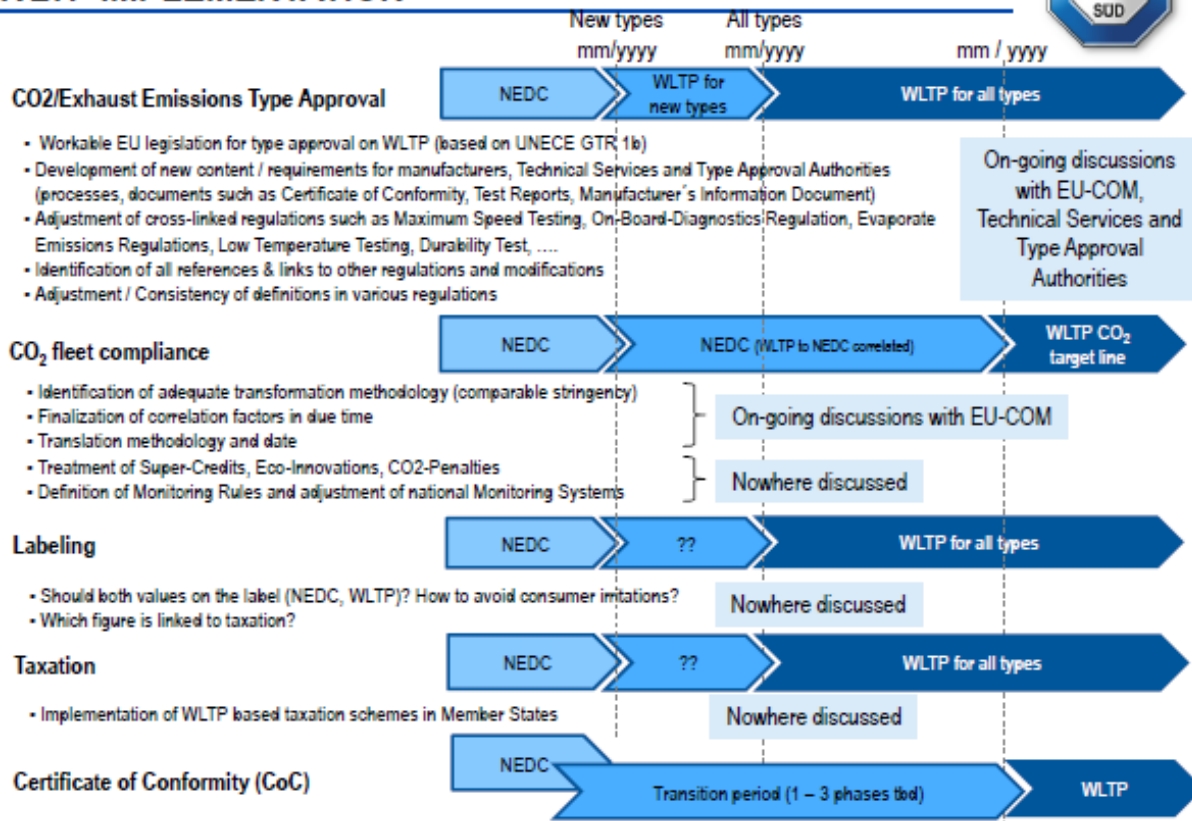 SÜD
New types
All types
mm/yyyy
mm/yyyy
mm / yyyy
CO2/Exhaust Emissions Type Approval
NEDC
WLTP for
new types
WLTP for all types
• Workable EU legislation for type approval on WLTP (based on UNECE GTR 1b)
• Development of new content / requirements for manufacturers, Technical Services and Type Approval Authorities
(processes, documents such as Certificate of Conformity, Test Reports, Manufacturer´s Information Document)
• Adjustment of cross-linked regulations such as Maximum Speed Testing, On-Board-Diagnostics Regulation, Evaporate
Emissions Regulations, Low Temperature Testing, Durability Test, ....
• Identification of all references & links to other regulations and modifications
• Adjustment / Consistency of definitions in various regulations
On-going discussions
with EU-COM,
Technical Services and
Type Approval
Authorities
CO₂ fleet compliance
NEDC
NEDC (WLTP to NEDC correlated)
WLTP CO₂
target line
• Identification of adequate transformation methodology (comparable stringency)
• Finalization of correlation factors in due time
• Translation methodology and date
On-going discussions with EU-COM
• Treatment of Super-Credits, Eco-Innovations, CO2-Penalties
• Definition of Monitoring Rules and adjustment of national Monitoring Systems
Nowhere discussed
Labeling
NEDC
??
WLTP for all types
• Should both values on the label (NEDC, WLTP)? How to avoid consumer irritations?
• Which figure is linked to taxation?
Nowhere discussed
Taxation
NEDC
??
WLTP for all types
• Implementation of WLTP based taxation schemes in Member States
Nowhere discussed
Certificate of Conformity (CoC)
NEDC
Transition period (1 – 3 phases tbd)
WLTP